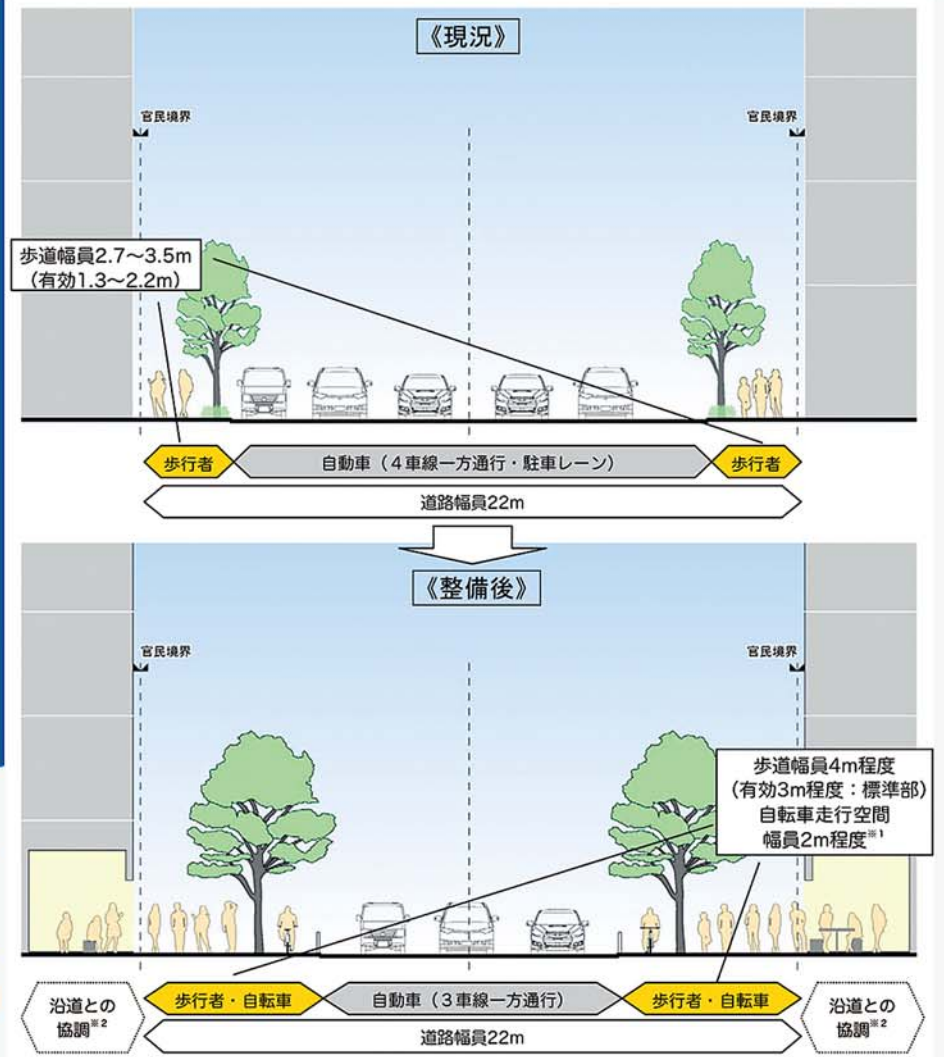 《現況》
官民境界
官民境界
歩道幅員2.7～3.5m
（有効1.3～2.2m）
歩行者
自動車（４車線一方通行・駐車レーン）
歩行者
道路幅員22m
《整備後》
官民境界
官民境界
歩道幅員4m程度
（有効3m程度：標準部）
自転車走行空間
幅員2m程度※1
沿道との
協調※2
歩行者・自転車
自動車（３車線一方通行）
歩行者・自転車
沿道との
協調※2
道路幅員22m